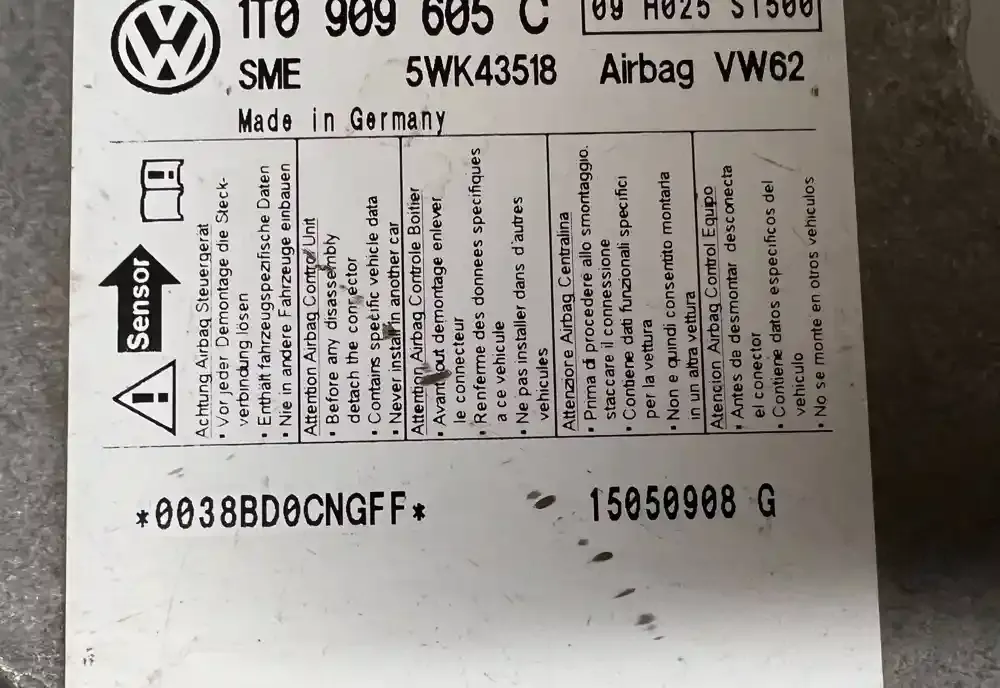 1T0 909 605 C
09 H025 S1500
SME 5WK43518 Airbag VW62
Made in Germany
Sensor
Achtung Airbag Steuergerät
• Vor jeder Demontage die Steck-
verbindung lösen
• Enthält fahrzeugspezifische Daten
• Nie in andere Fahrzeuge einbauen
Attention Airbag Control Unit
• Before any disassembly
detach the connector
• Contains specific vehicle data
• Never install in another car
Attention Airbag Controle Boitier
• Avant tout demontage enlever
le connecteur
• Renferme des donnees specifiques
a ce vehicule
• Ne pas installer dans d'autres
vehicules
Attenzione Airbag Centralina
• Prima di procedere allo smontaggio.
staccare il connessione
• Contiene dati funzionali specifici
per la vettura
• Non e quindi consentito montarla
in un altra vettura
Atencion Airbag Control Equipo
• Antes de desmontar desconecta
el conector
• Contiene datos especificos del
vehiculo
• No se monte en otros vehiculos
*0038BD0CNGFF* 15050908 G